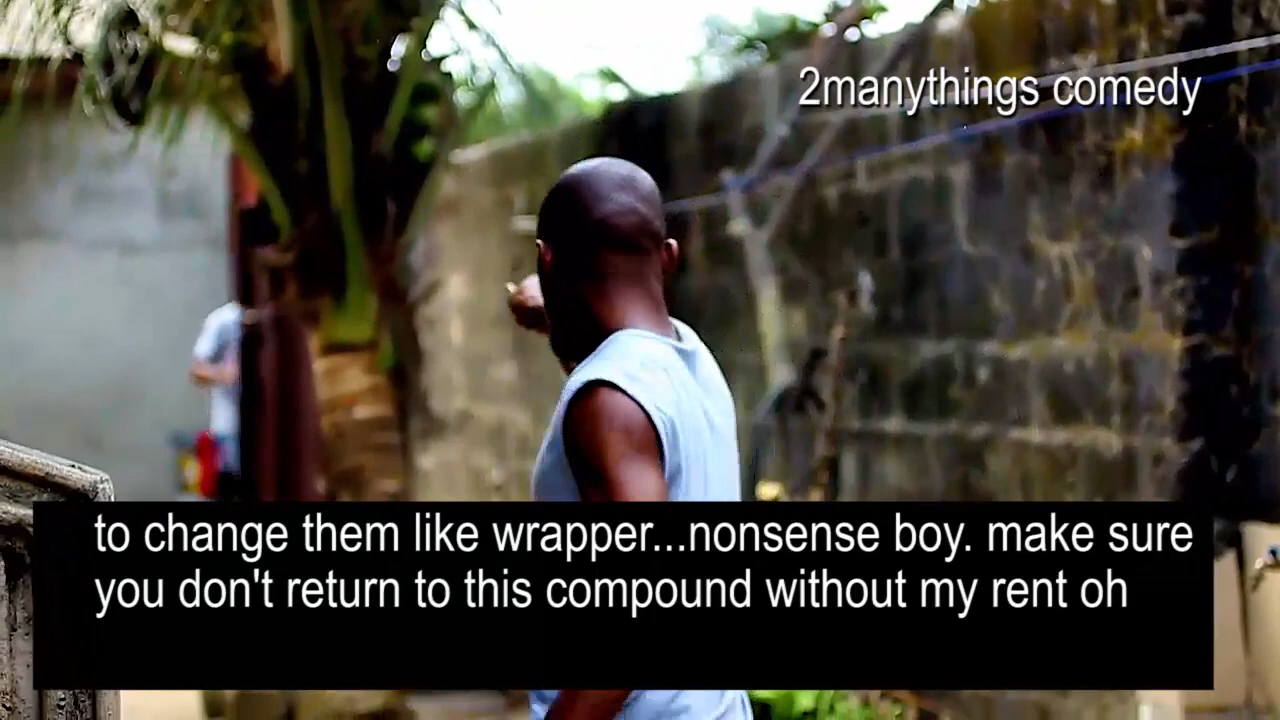 2manythings comedy
to change them like wrapper...nonsense boy. make sure
you don't return to this compound without my rent oh